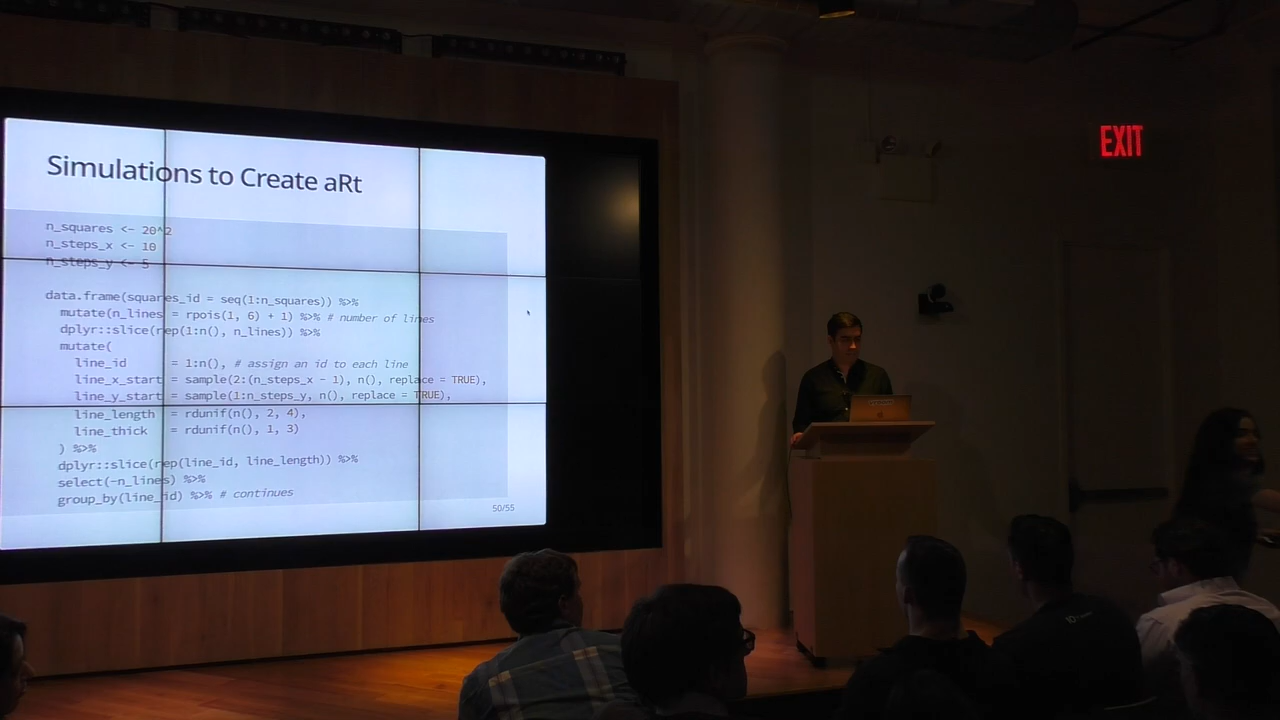 Simulations to Create aRt
n_squares <- 20^2
n_steps_x <- 10
n_steps_y <- 5
data.frame(squares_id = seq(1:n_squares)) %>%
mutate(n_lines = rpois(1, 6) + 1) %>% # number of lines
dplyr::slice(rep(1:n(), n_lines)) %>%
mutate(
line_id = 1:n(), # assign an id to each line
line_x_start = sample(2:(n_steps_x - 1), n(), replace = TRUE),
line_y_start = sample(1:n_steps_y, n(), replace = TRUE),
line_length = rdunif(n(), 2, 4),
line_thick = rdunif(n(), 1, 3)
) %>%
dplyr::slice(rep(line_id, line_length)) %>%
select(-n_lines) %>%
group_by(line_id) %>% # continues
50/55
EXIT